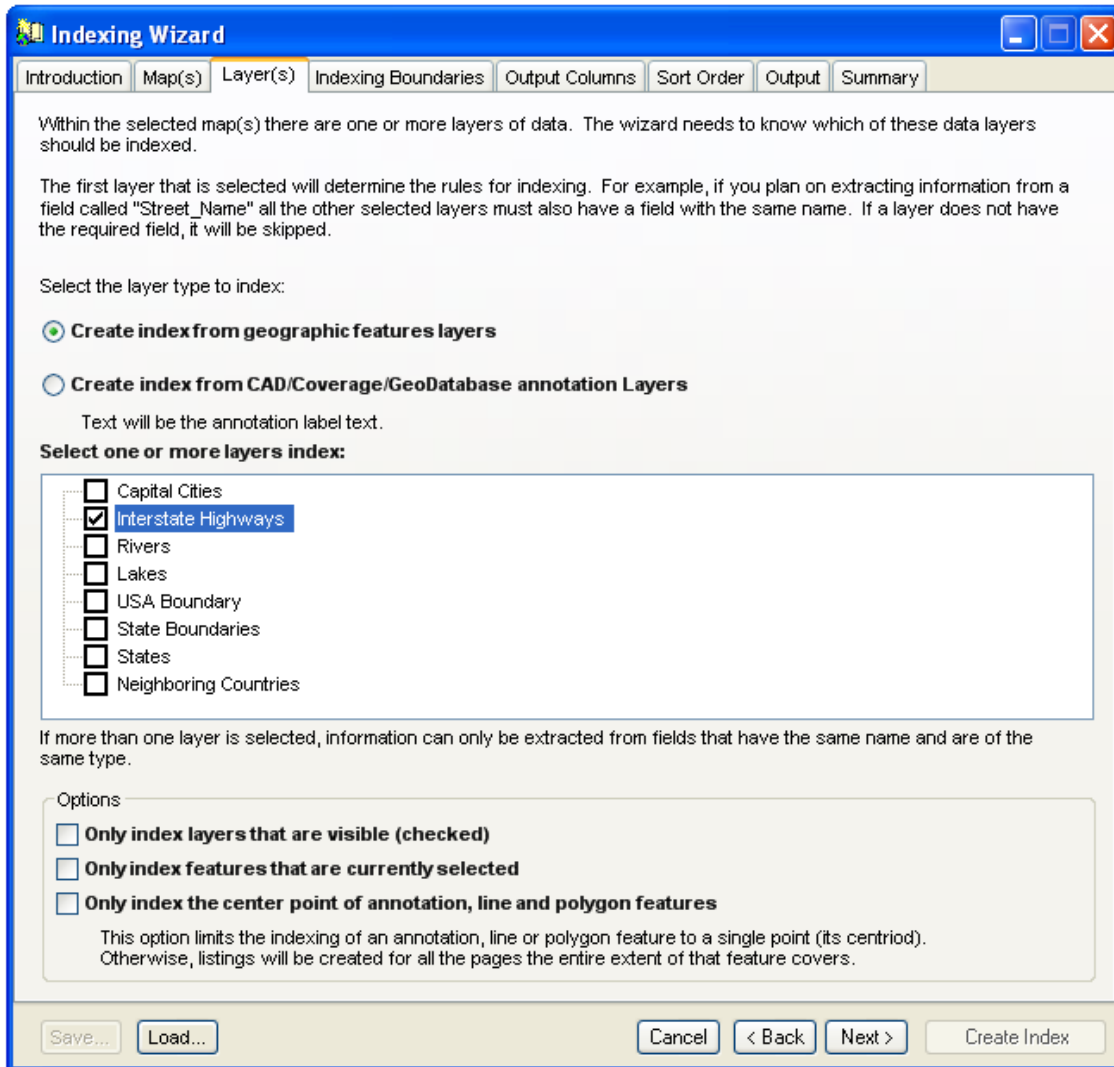 Indexing Wizard
Introduction Map(s) Layer(s) Indexing Boundaries Output Columns Sort Order Output Summary
Within the selected map(s) there are one or more layers of data. The wizard needs to know which of these data layers
should be indexed.
The first layer that is selected will determine the rules for indexing. For example, if you plan on extracting information from a
field called "Street_Name" all the other selected layers must also have a field with the same name. If a layer does not have
the required field, it will be skipped.
Select the layer type to index:
Create index from geographic features layers
Create index from CAD/Coverage/GeoDatabase annotation Layers
Text will be the annotation label text.
Select one or more layers index:
Capital Cities
Interstate Highways
Rivers
Lakes
USA Boundary
State Boundaries
States
Neighboring Countries
If more than one layer is selected, information can only be extracted from fields that have the same name and are of the
same type.
Options
Only index layers that are visible (checked)
Only index features that are currently selected
Only index the center point of annotation, line and polygon features
This option limits the indexing of an annotation, line or polygon feature to a single point (its centriod).
Otherwise, listings will be created for all the pages the entire extent of that feature covers.
Save... Load... Cancel < Back Next > Create Index